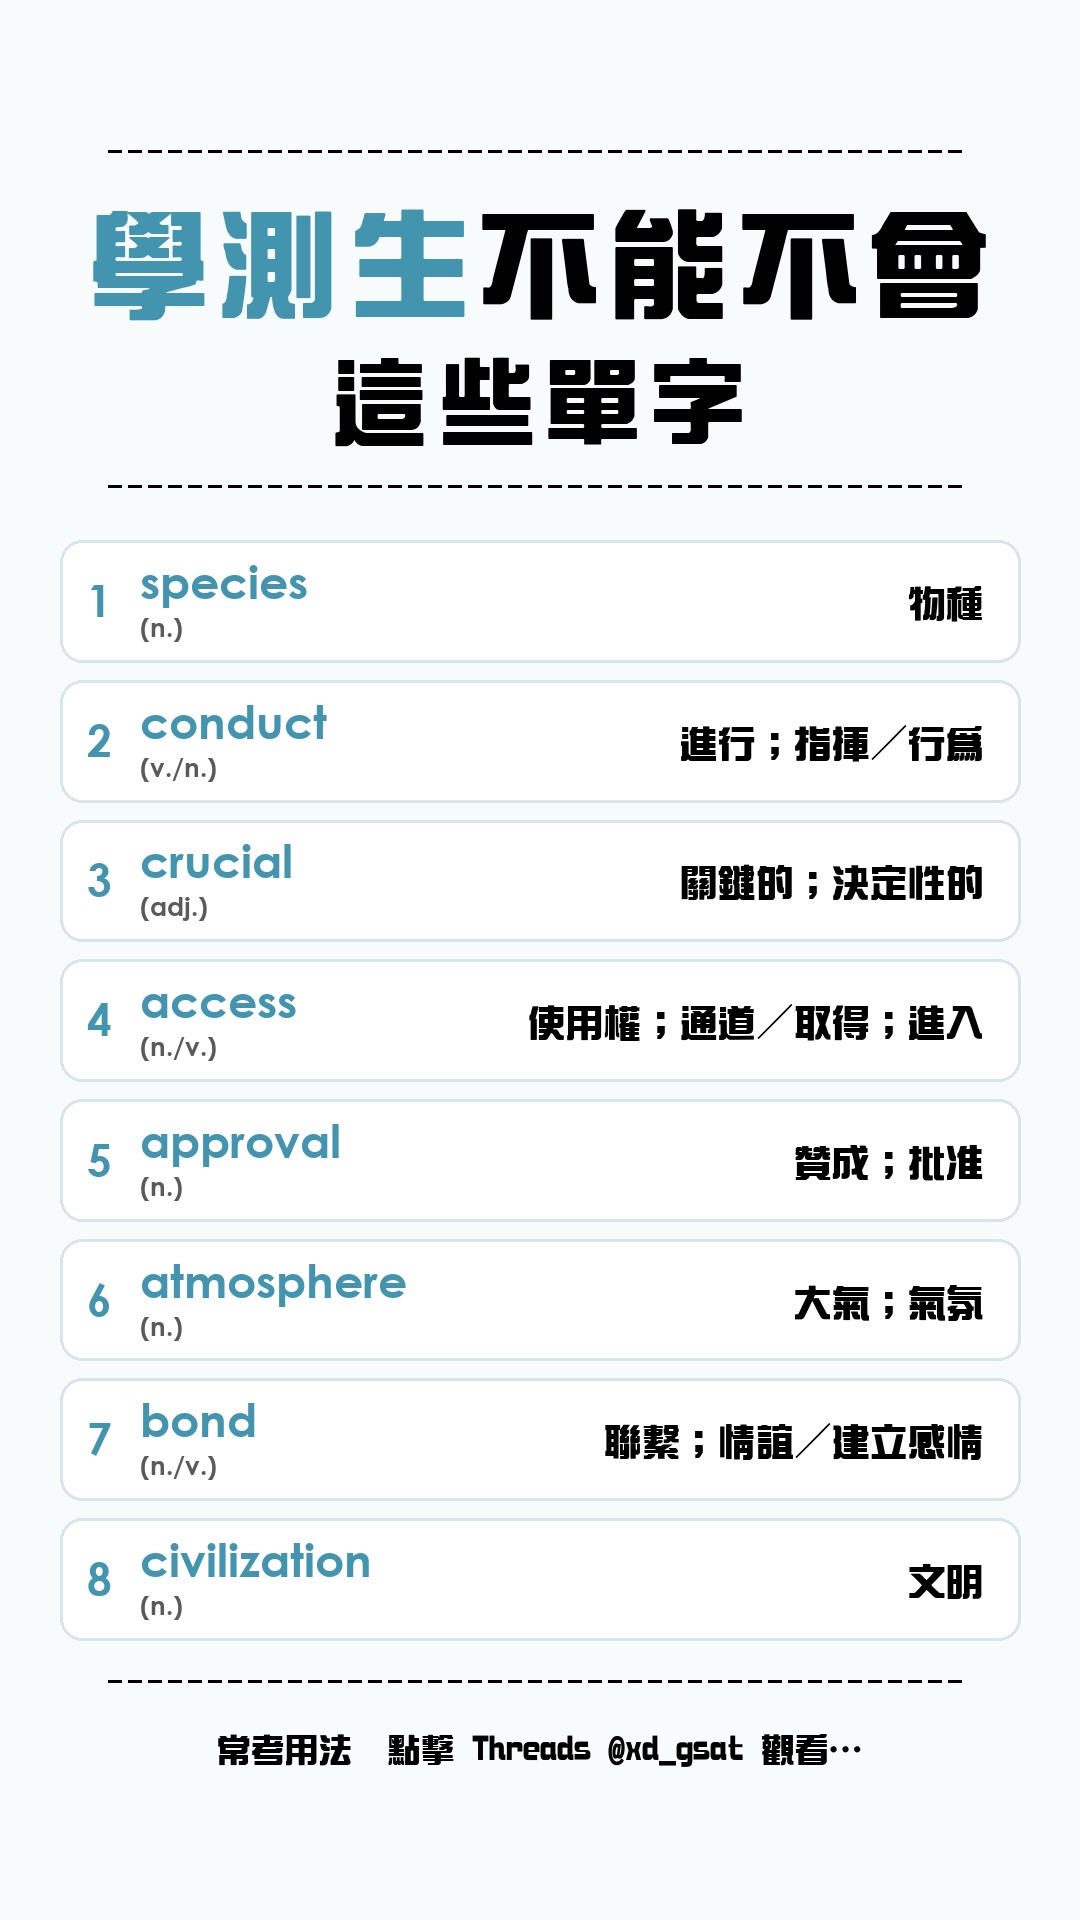 學測生不能不會
這些單字
1 species 物種
(n.)
2 conduct 進行；指揮／行為
(v./n.)
3 crucial 關鍵的；決定性的
(adj.)
4 access 使用權；通道／取得；進入
(n./v.)
5 approval 贊成；批准
(n.)
6 atmosphere 大氣；氣氛
(n.)
7 bond 聯繫；情誼／建立感情
(n./v.)
8 civilization 文明
(n.)
常考用法 點擊 Threads @xd_gsat 觀看…